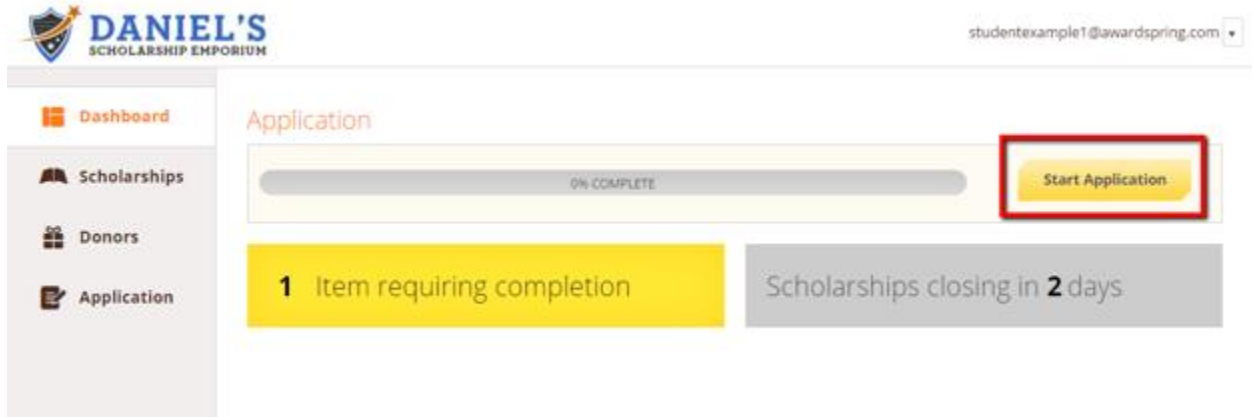 DANIEL'S
SCHOLARSHIP EMPORIUM
studentexample1@awardspring.com
Dashboard
Scholarships
Donors
Application
Application
0% COMPLETE
Start Application
1 Item requiring completion
Scholarships closing in 2 days